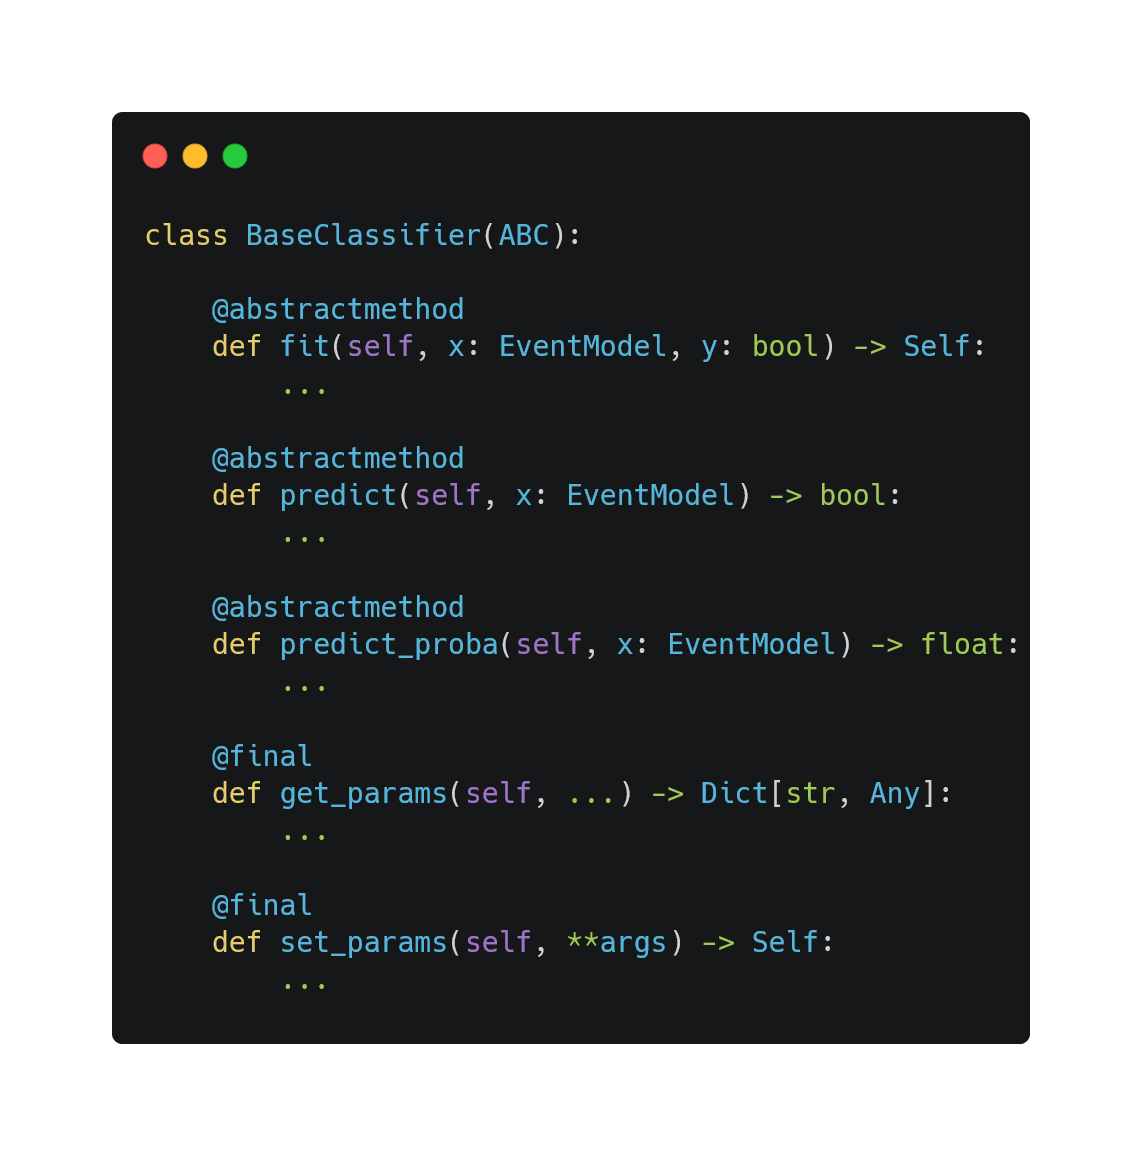 class BaseClassifier(ABC):
@abstractmethod
def fit(self, x: EventModel, y: bool) -> Self:
...
@abstractmethod
def predict(self, x: EventModel) -> bool:
...
@abstractmethod
def predict_proba(self, x: EventModel) -> float:
...
@final
def get_params(self, ...) -> Dict[str, Any]:
...
@final
def set_params(self, **args) -> Self:
...